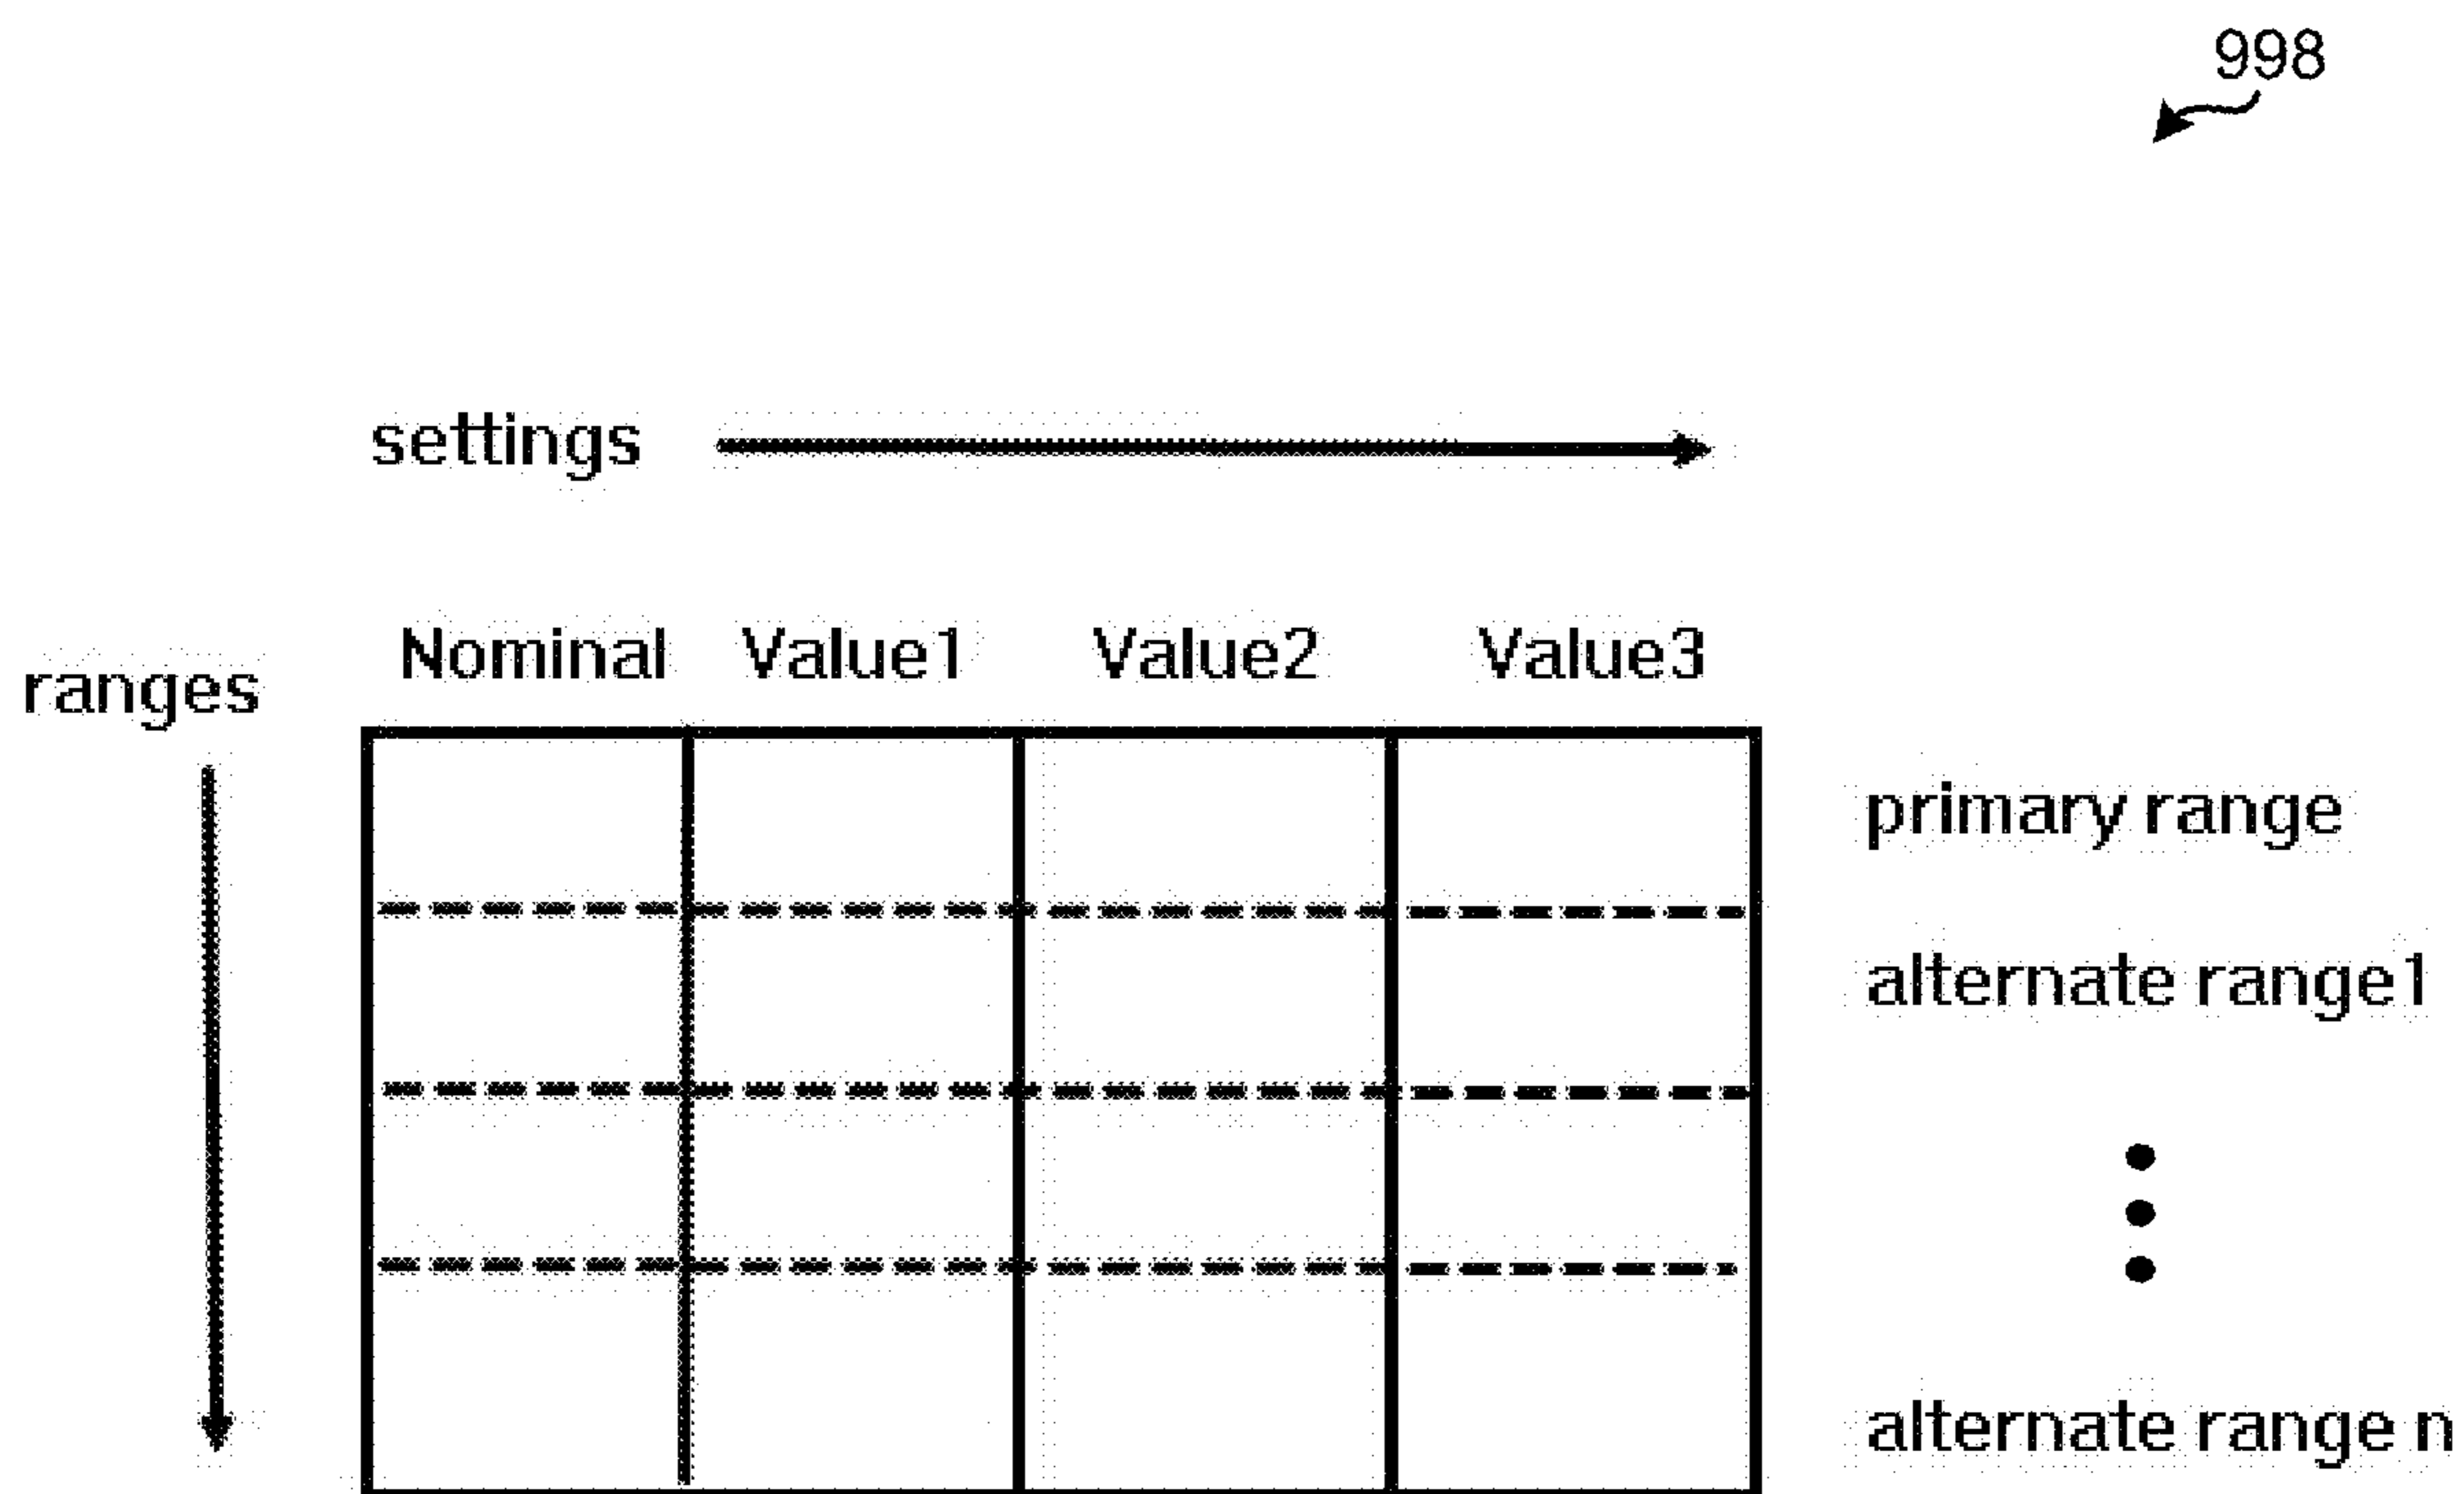 998
settings
ranges
Nominal Value1 Value2 Value3
primary range
alternate range1
alternate range n